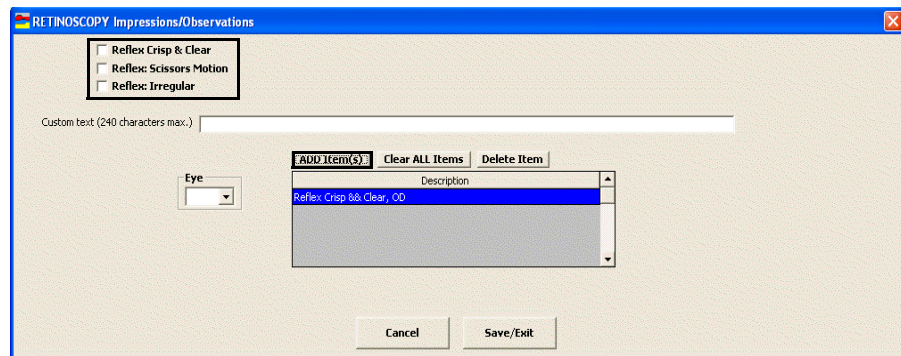 RETINOSCOPY Impressions/Observations
Reflex Crisp & Clear
Reflex: Scissors Motion
Reflex: Irregular
Custom text (240 characters max.)
ADD Item(s) Clear ALL Items Delete Item
Eye
Description
Reflex Crisp && Clear, OD
Cancel Save/Exit